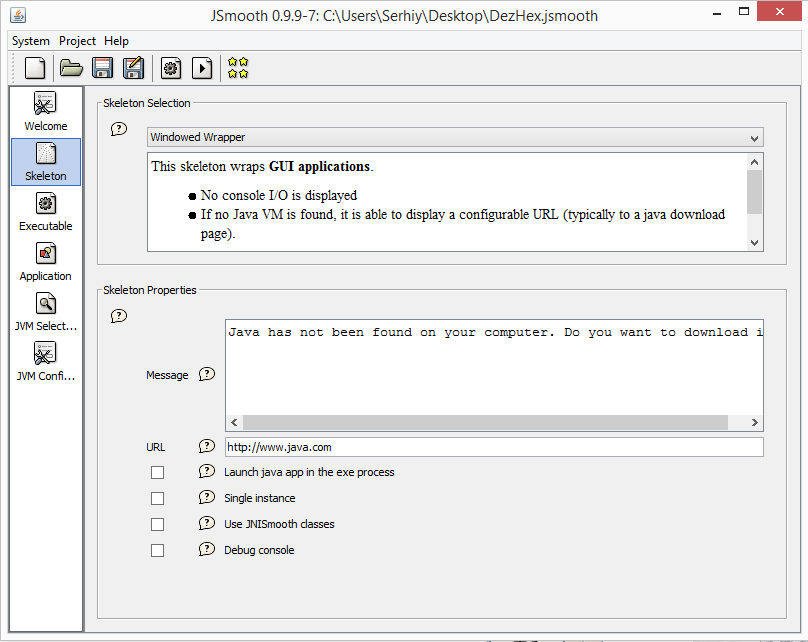 JSmooth 0.9.9-7: C:\Users\Serhiy\Desktop\DezHex.jsmooth
System Project Help
Welcome
Skeleton
Executable
Application
JVM Select...
JVM Confi...
Skeleton Selection
Windowed Wrapper
This skeleton wraps GUI applications.
No console I/O is displayed
If no Java VM is found, it is able to display a configurable URL (typically to a java download
page).
Skeleton Properties
Message
Java has not been found on your computer. Do you want to download i
URL
http://www.java.com
Launch java app in the exe process
Single instance
Use JNISmooth classes
Debug console